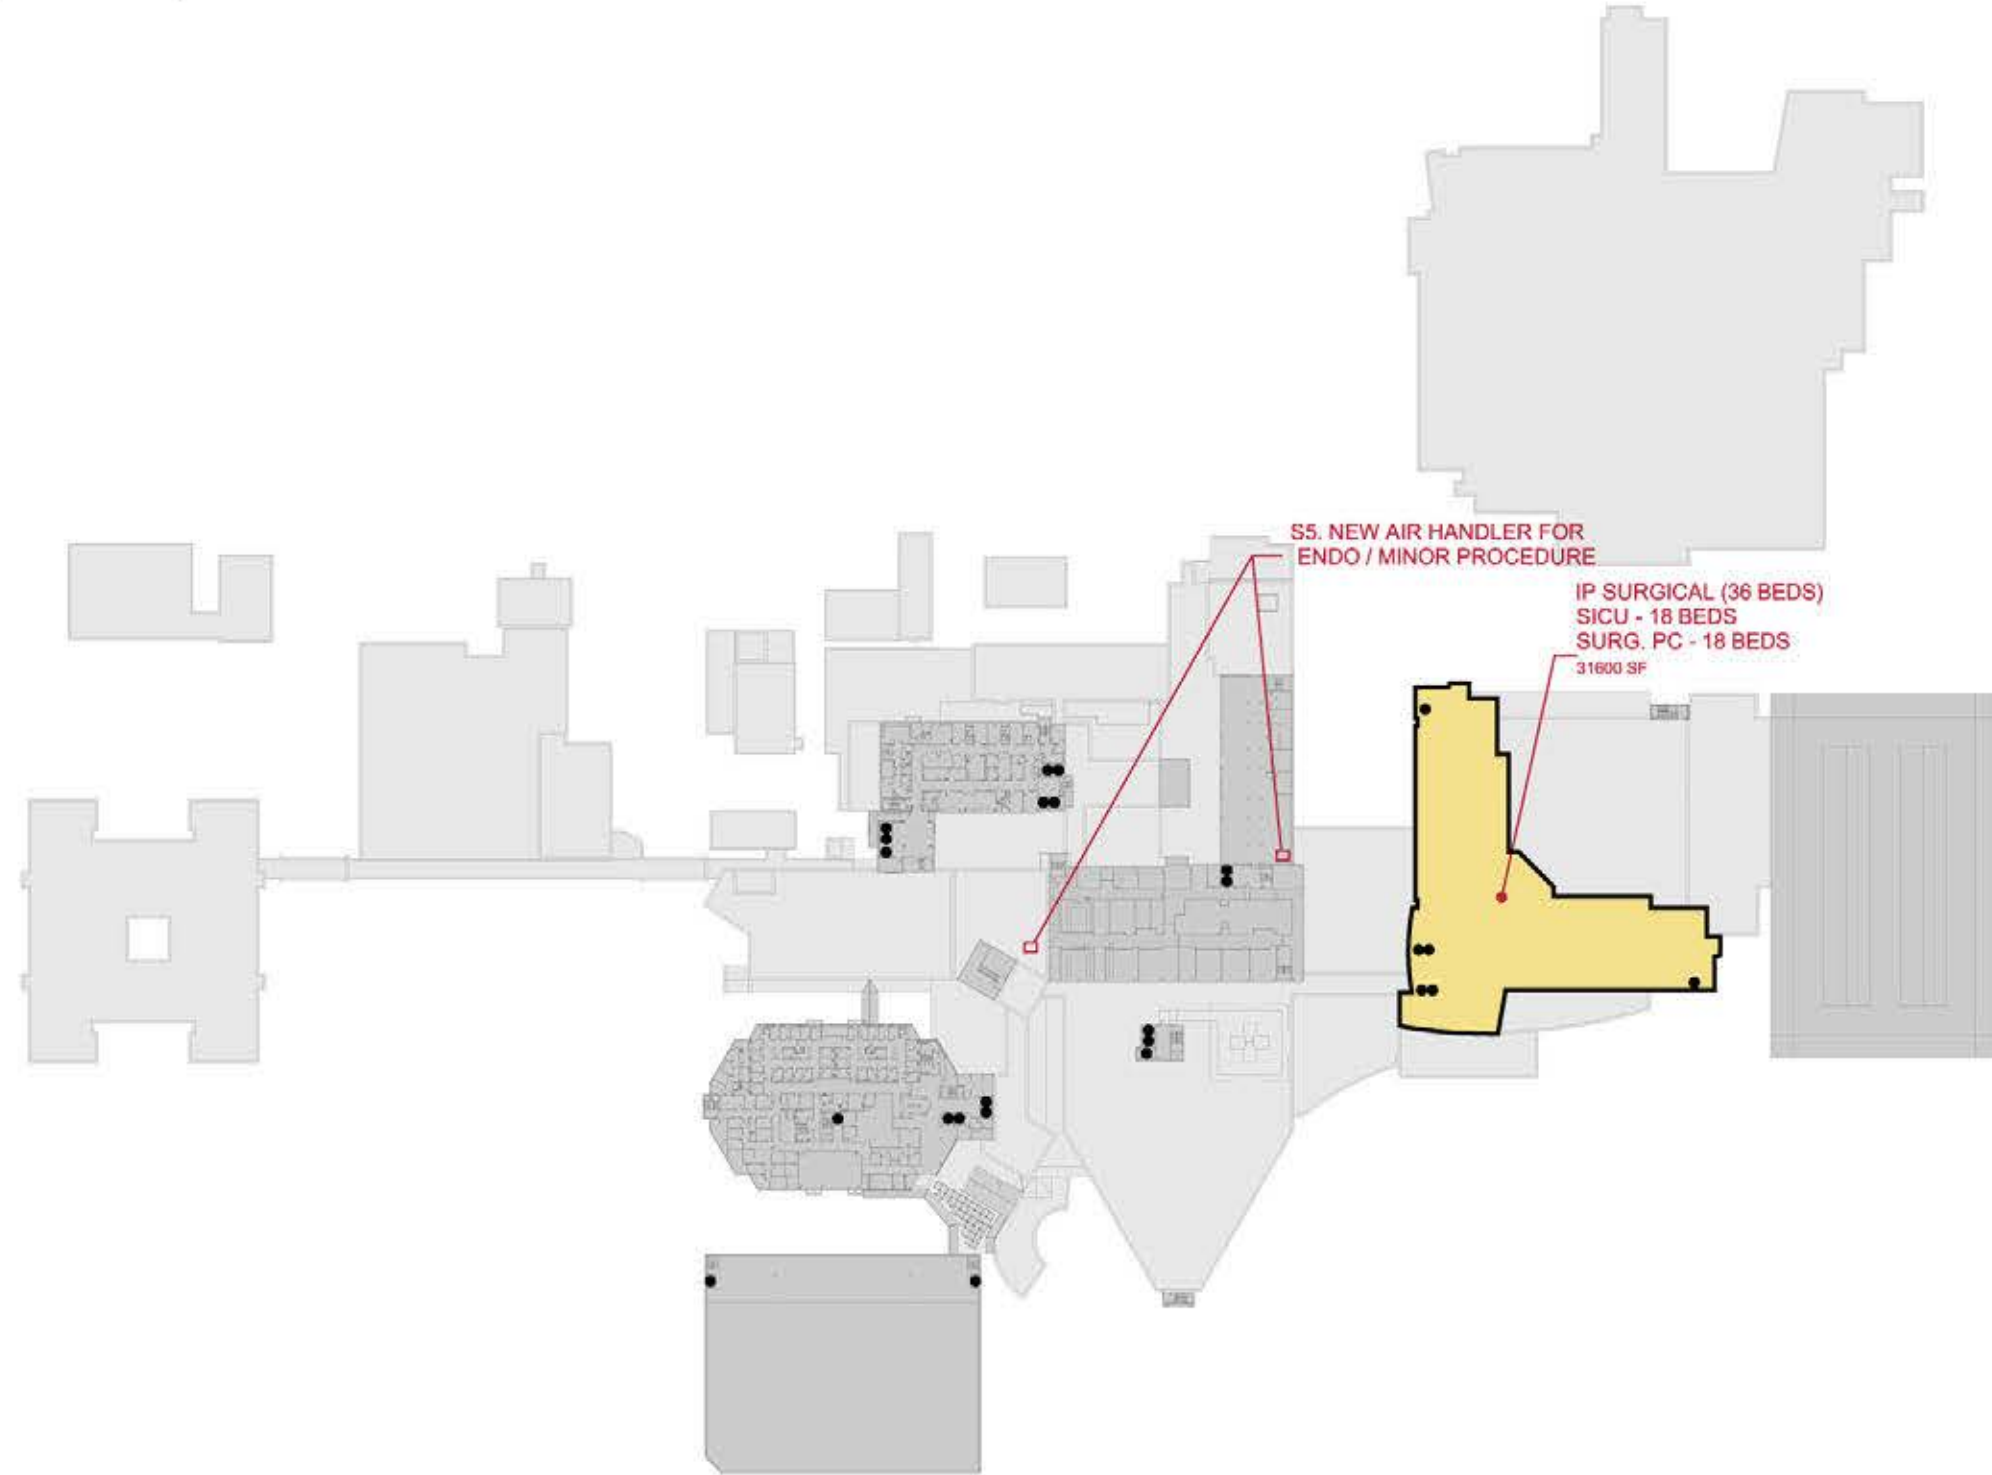 S5. NEW AIR HANDLER FOR
ENDO / MINOR PROCEDURE
IP SURGICAL (36 BEDS)
SICU - 18 BEDS
SURG. PC - 18 BEDS
31600 SF